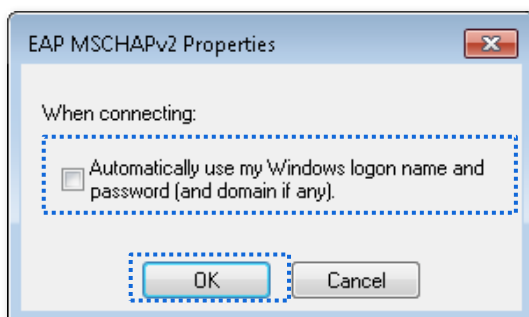 EAP MSCHAPv2 Properties
When connecting:
Automatically use my Windows logon name and
password (and domain if any).
OK
Cancel